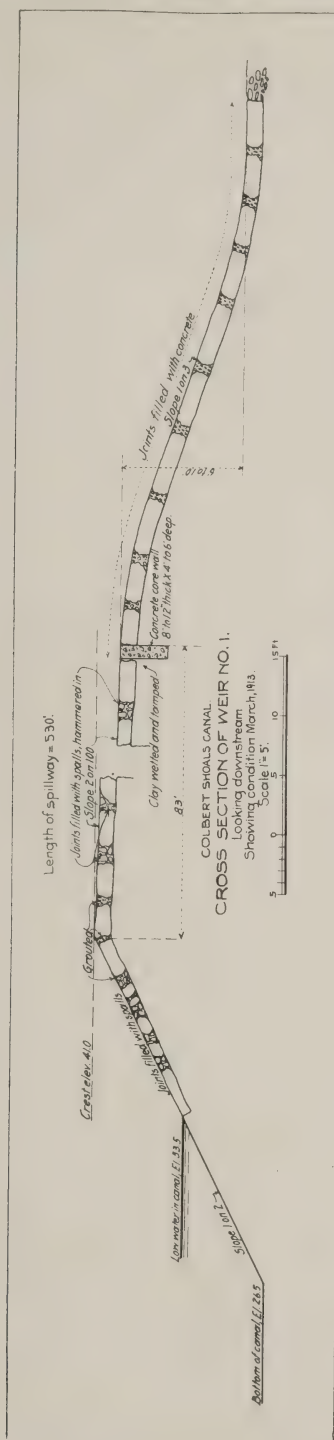 Length of spillway = 530'.
Joints filled with spalls, hammered in
Slope 2 on 100
Grouted
Crest elev. 41.0
Joints filled with spalls
Low water in canal, El. 33.5
Slope 1 on 2
Bottom of canal, El. 26.5
83'
Clay wetted and tamped
Concrete core wall
8" to 12" thick x 4' to 6' deep.
Joints filled with concrete
Slope 1 on 3
COLBERT SHOALS CANAL
CROSS SECTION OF WEIR NO. 1.
Looking downstream
Showing condition March, 1913.
Scale 1"=5'.
5 0 5 10 15 Ft